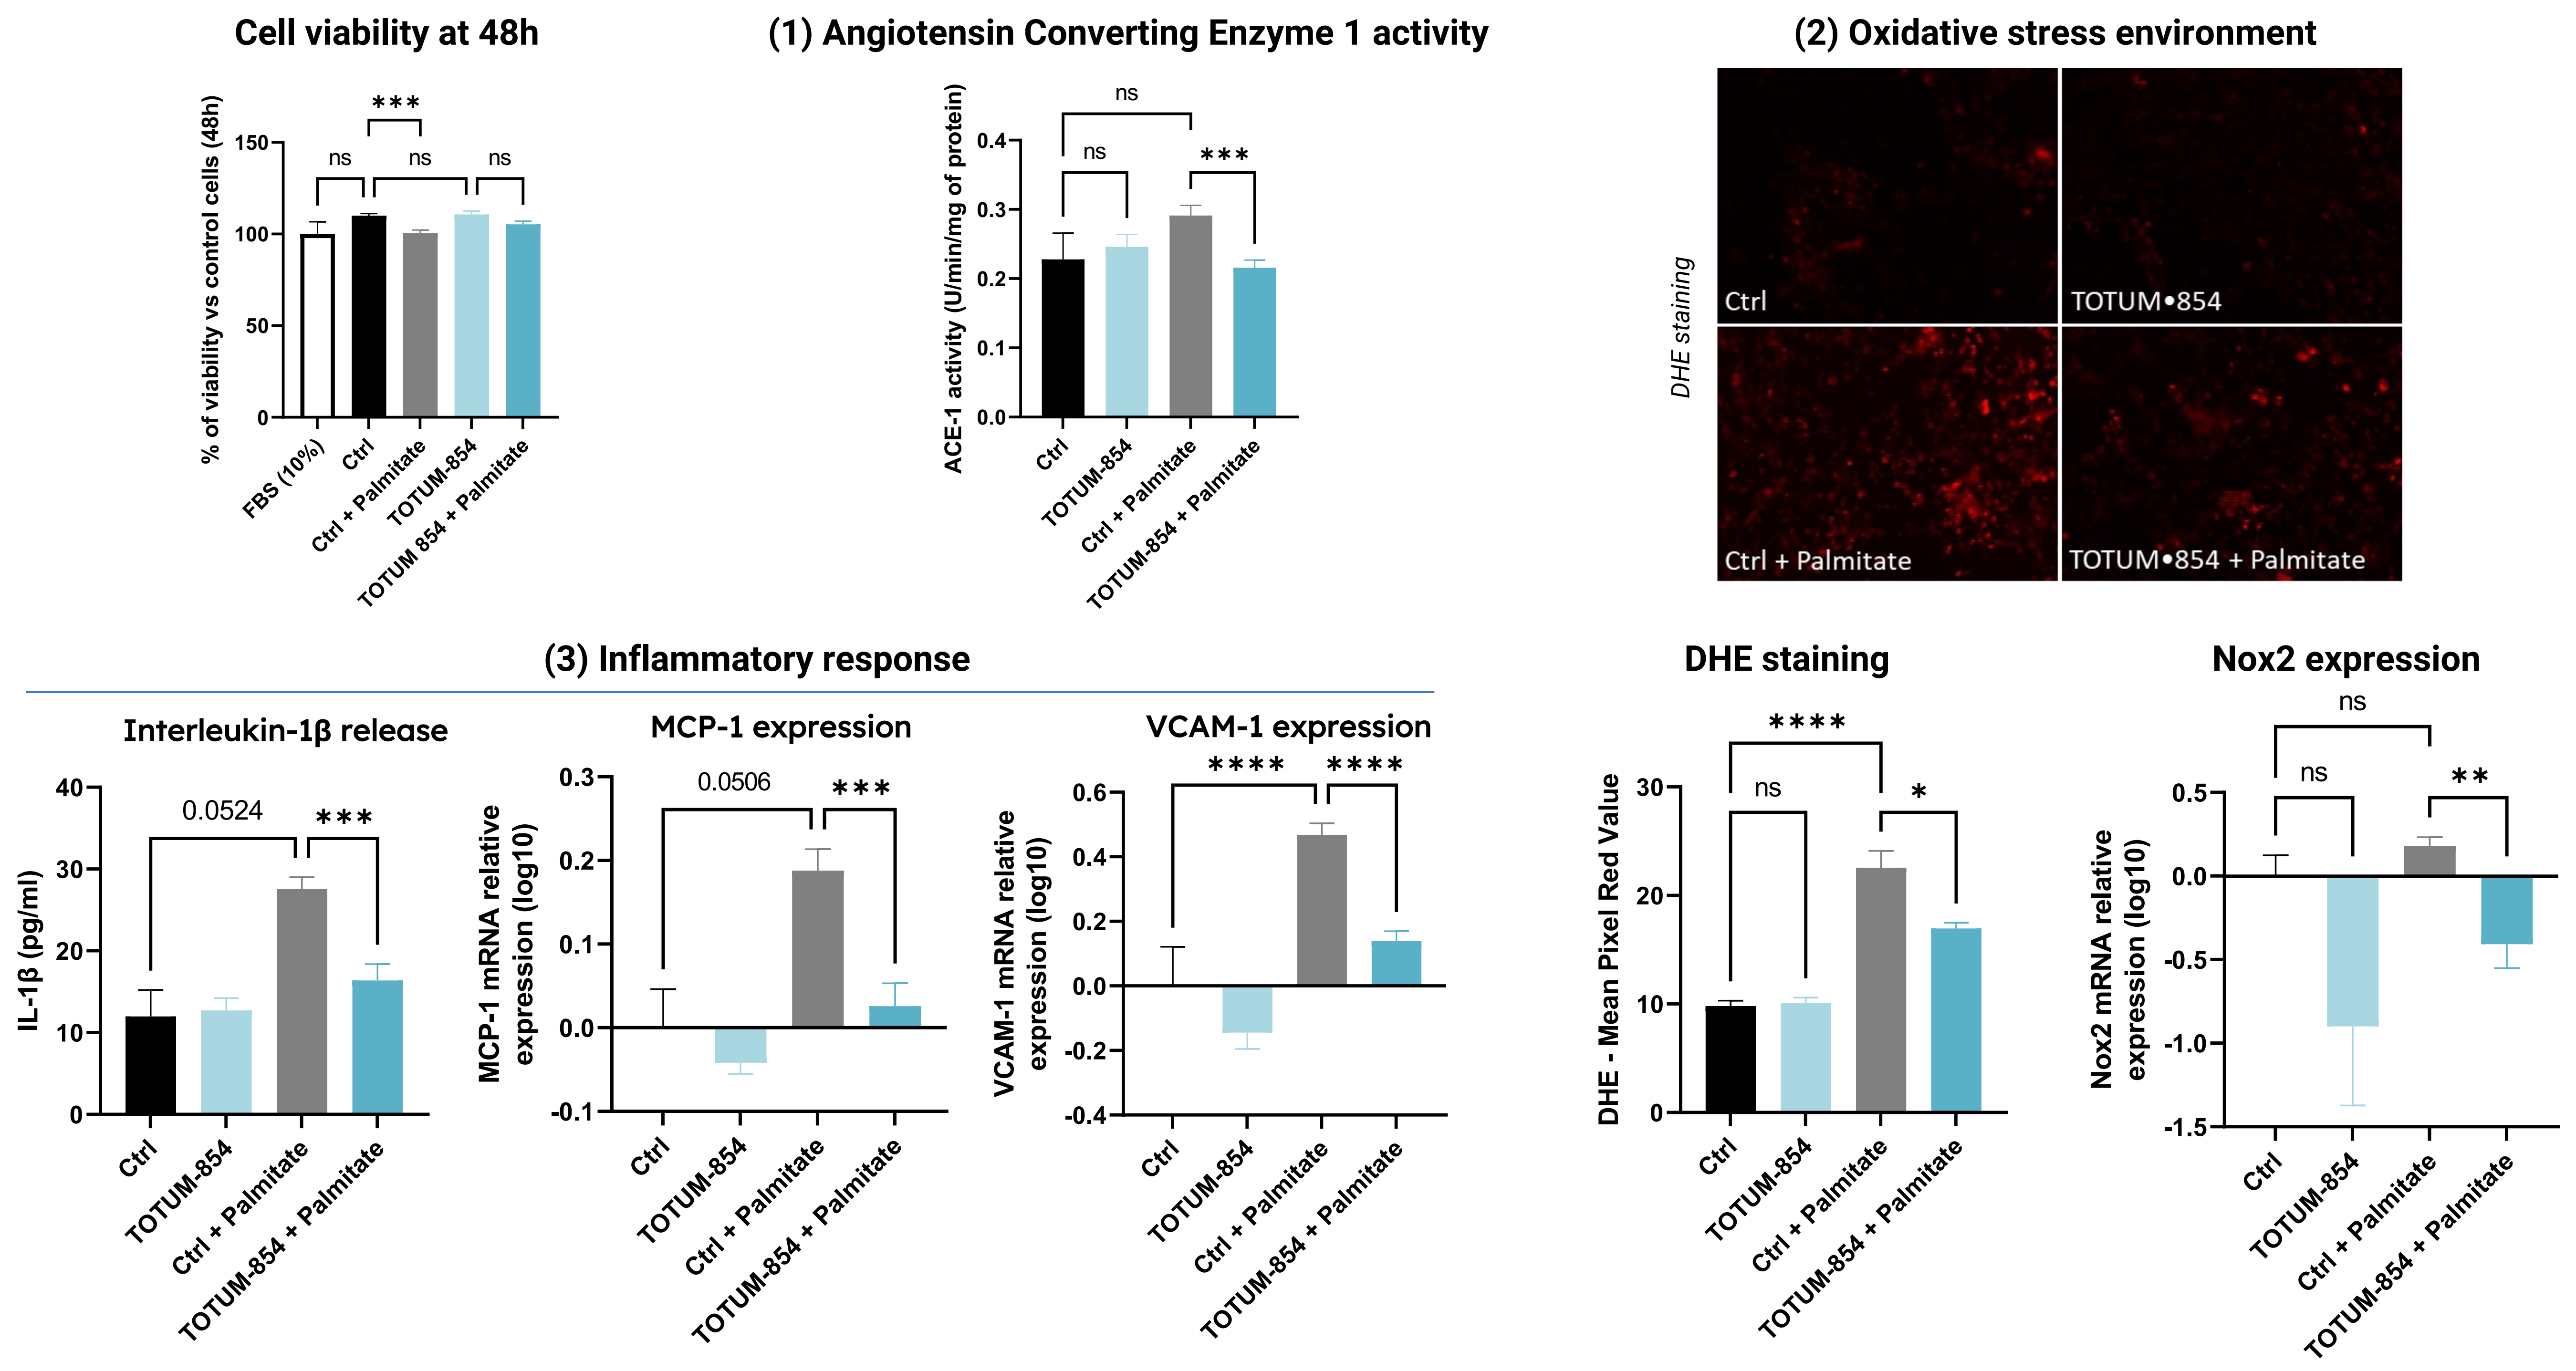 Cell viability at 48h
% of viability vs control cells (48h)
***
ns
ns
ns
150
100
50
0
FBS (10%)
Ctrl
Ctrl + Palmitate
TOTUM-854
TOTUM 854 + Palmitate
(1) Angiotensin Converting Enzyme 1 activity
ACE-1 activity (U/min/mg of protein)
ns
ns
***
0.4
0.3
0.2
0.1
0.0
Ctrl
TOTUM-854
Ctrl + Palmitate
TOTUM-854 + Palmitate
(2) Oxidative stress environment
DHE staining
Ctrl
TOTUM•854
Ctrl + Palmitate
TOTUM•854 + Palmitate
(3) Inflammatory response
Interleukin-1β release
IL-1β (pg/ml)
0.0524
***
40
30
20
10
0
Ctrl
TOTUM-854
Ctrl + Palmitate
TOTUM-854 + Palmitate
MCP-1 expression
MCP-1 mRNA relative
expression (log10)
0.0506
***
0.3
0.2
0.1
0.0
-0.1
Ctrl
TOTUM-854
Ctrl + Palmitate
TOTUM-854 + Palmitate
VCAM-1 expression
VCAM-1 mRNA relative
expression (log10)
****
****
0.6
0.4
0.2
0.0
-0.2
-0.4
Ctrl
TOTUM-854
Ctrl + Palmitate
TOTUM-854 + Palmitate
DHE staining
DHE - Mean Pixel Red Value
****
ns
*
30
20
10
0
Ctrl
TOTUM-854
Ctrl + Palmitate
TOTUM-854 + Palmitate
Nox2 expression
Nox2 mRNA relative
expression (log10)
ns
ns
**
0.5
0.0
-0.5
-1.0
-1.5
Ctrl
TOTUM-854
Ctrl + Palmitate
TOTUM-854 + Palmitate